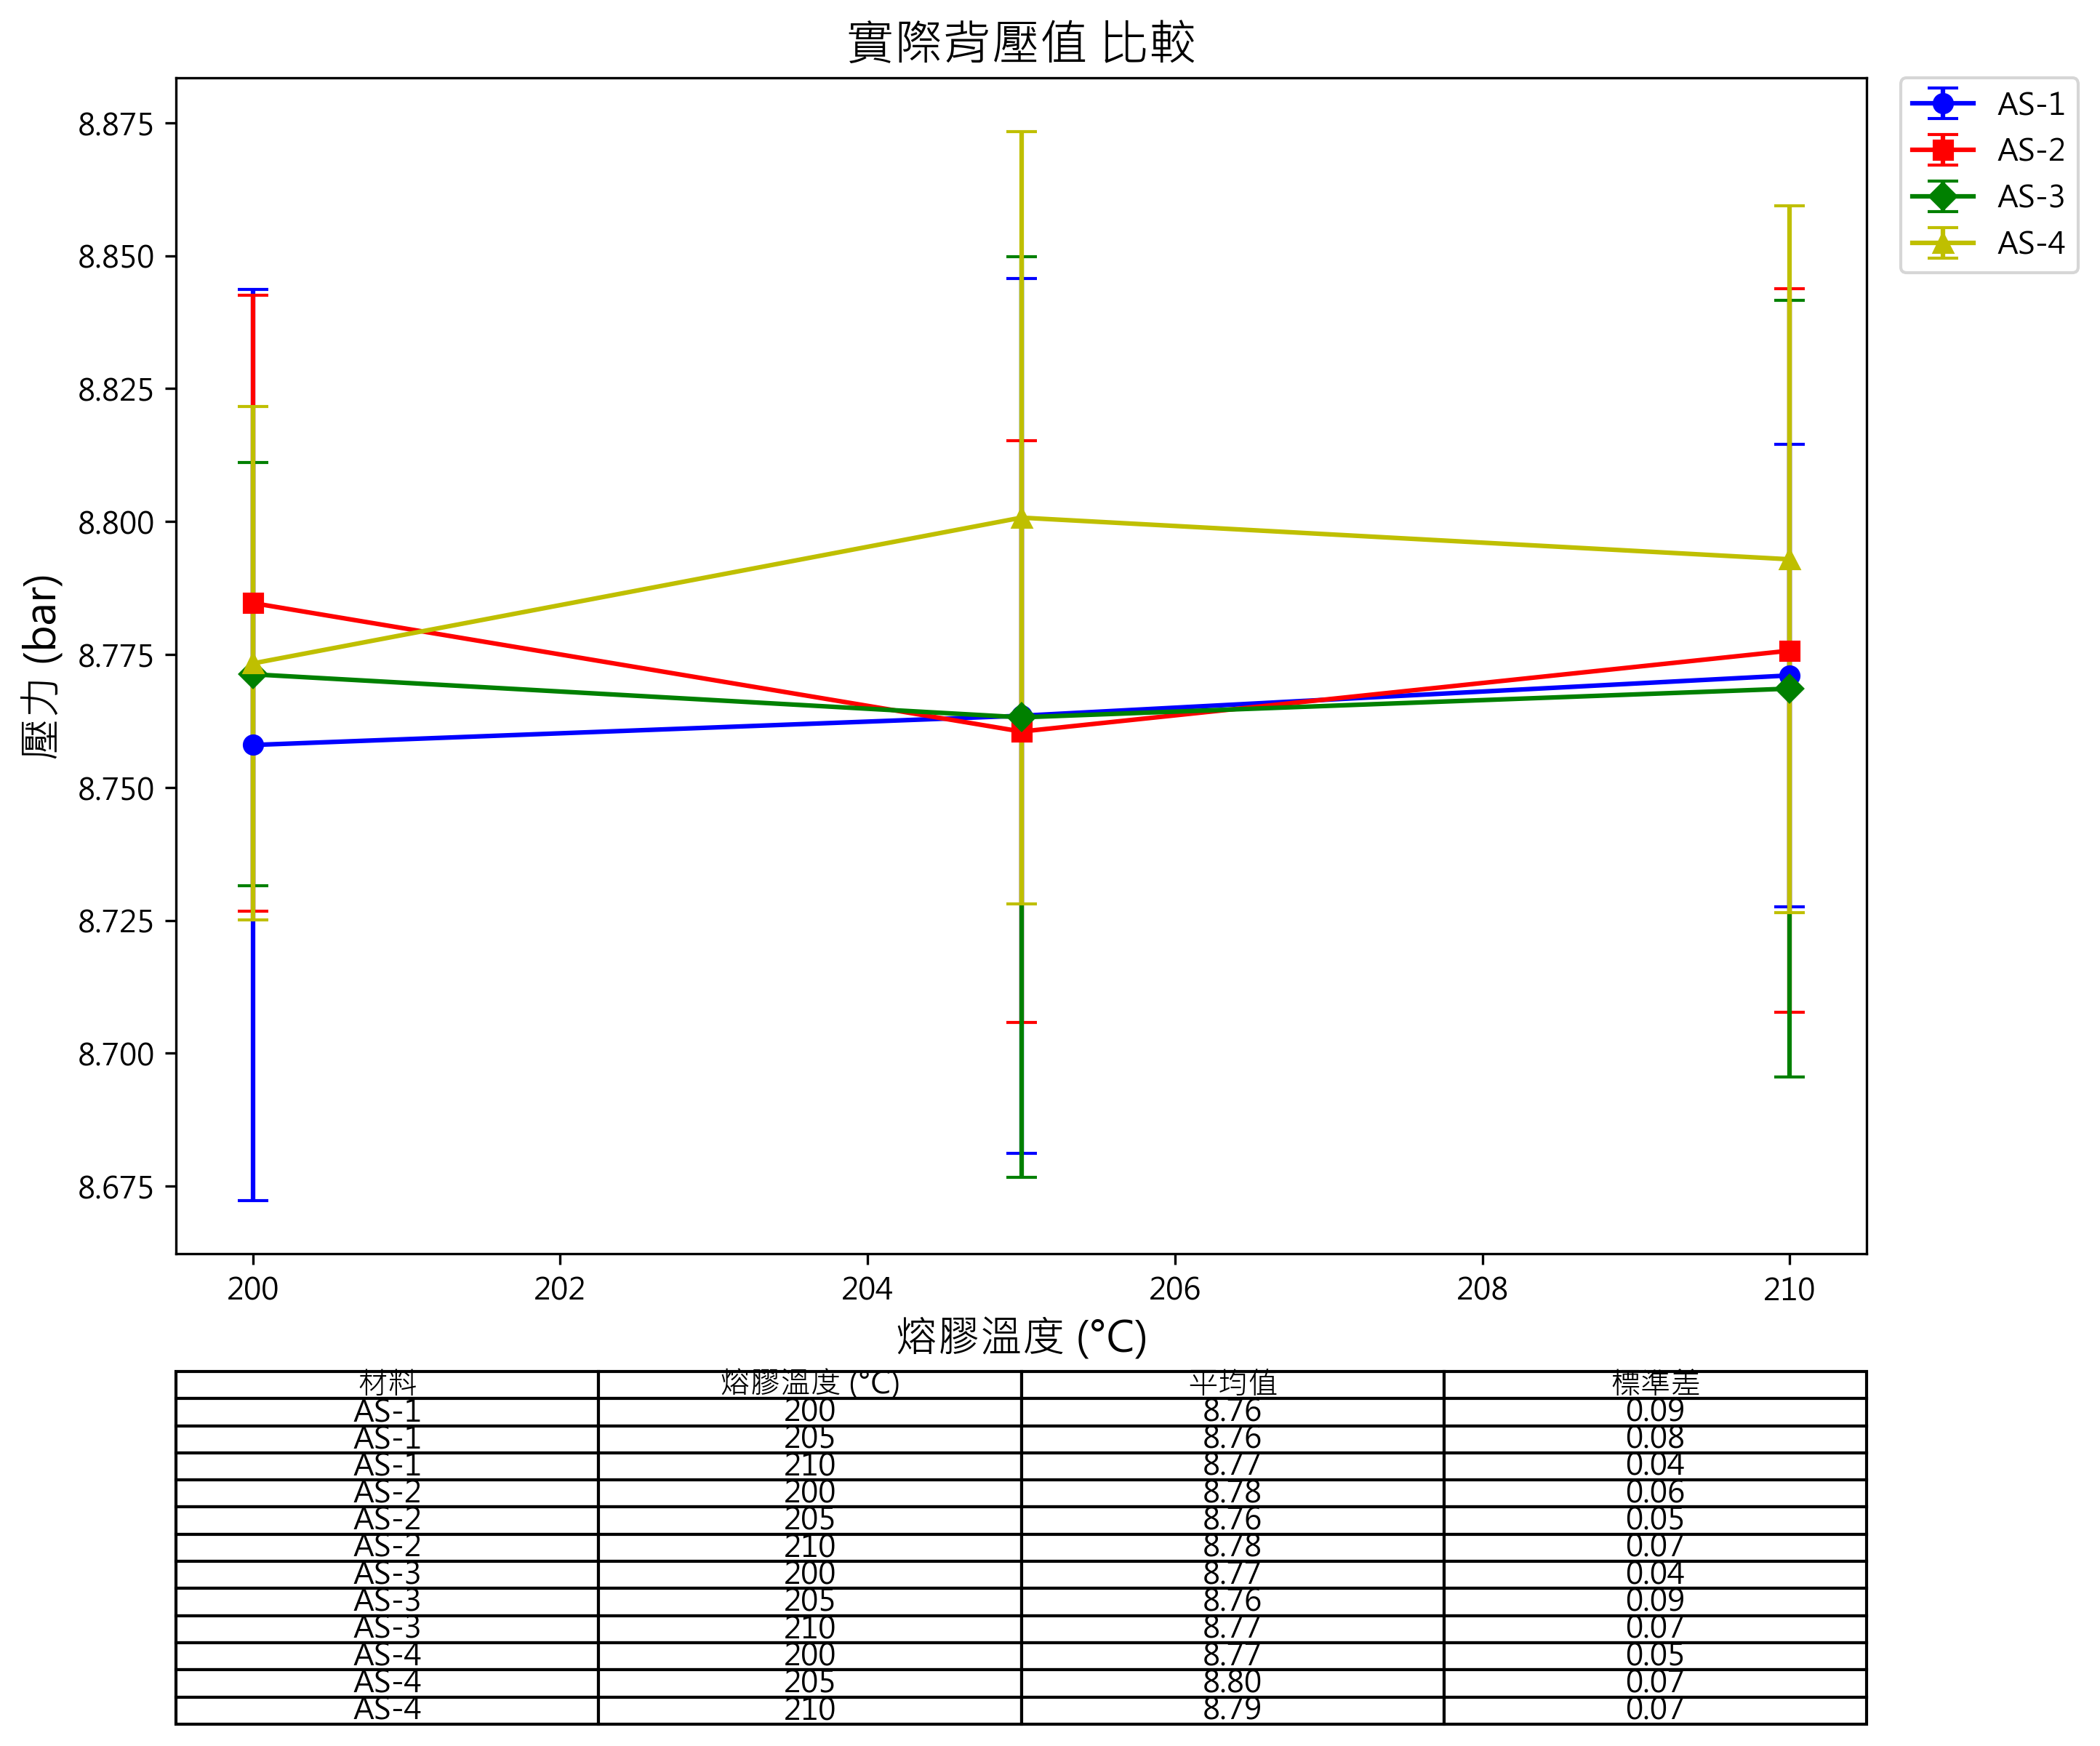 實際背壓值 比較
AS-1
AS-2
AS-3
AS-4
壓力 (bar)
8.875
8.850
8.825
8.800
8.775
8.750
8.725
8.700
8.675
200 202 204 206 208 210
熔膠溫度 (°C)
材料 熔膠溫度 (°C) 平均值 標準差
AS-1 200 8.76 0.09
AS-1 205 8.76 0.08
AS-1 210 8.77 0.04
AS-2 200 8.78 0.06
AS-2 205 8.76 0.05
AS-2 210 8.78 0.07
AS-3 200 8.77 0.04
AS-3 205 8.76 0.09
AS-3 210 8.77 0.07
AS-4 200 8.77 0.05
AS-4 205 8.80 0.07
AS-4 210 8.79 0.07